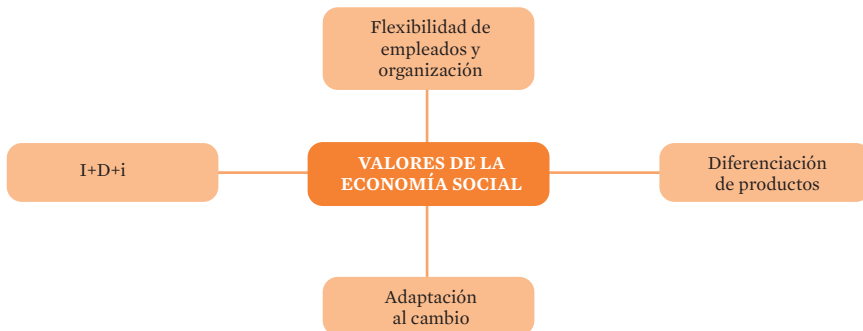 Flexibilidad de
empleados y
organización
I+D+i
VALORES DE LA
ECONOMÍA SOCIAL
Diferenciación
de productos
Adaptación
al cambio